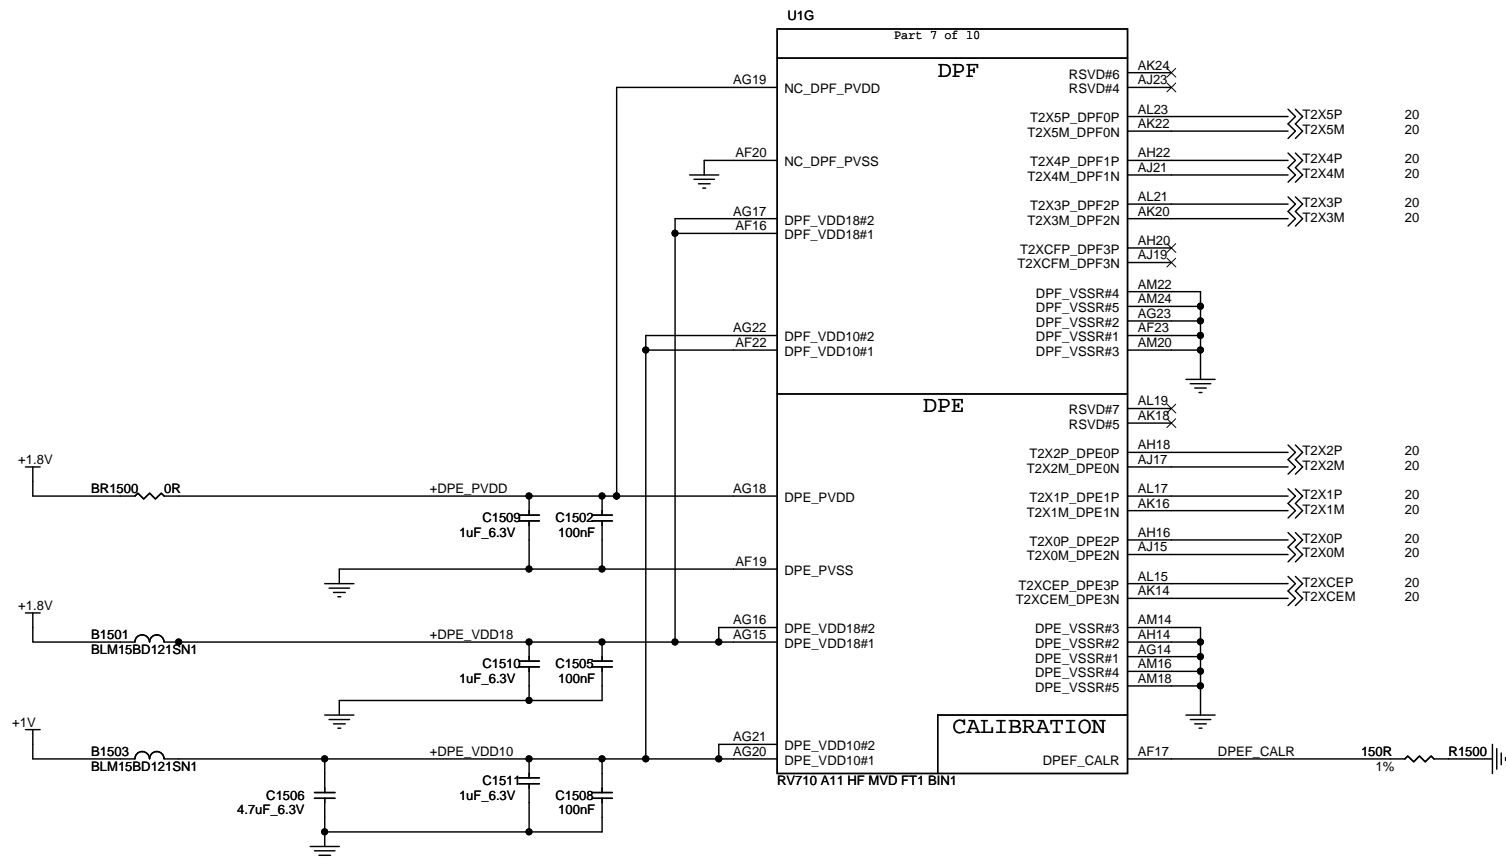 U1G
Part 7 of 10
DPF
AG19 NC_DPF_PVDD
AF20 NC_DPF_PVSS
AG17 DPF_VDD18#2
AF16 DPF_VDD18#1
AG22 DPF_VDD10#2
AF22 DPF_VDD10#1
RSVD#6 AK24
RSVD#4 AJ23
T2X5P_DPF0P AL23 T2X5P 20
T2X5M_DPF0N AK22 T2X5M 20
T2X4P_DPF1P AH22 T2X4P 20
T2X4M_DPF1N AJ21 T2X4M 20
T2X3P_DPF2P AL21 T2X3P 20
T2X3M_DPF2N AK20 T2X3M 20
T2XCFP_DPF3P AH20
T2XCFM_DPF3N AJ19
DPF_VSSR#4 AM22
DPF_VSSR#5 AM24
DPF_VSSR#2 AG23
DPF_VSSR#1 AF23
DPF_VSSR#3 AM20
DPE
+1.8V
BR1500 0R
+DPE_PVDD
AG18 DPE_PVDD
C1509
1uF_6.3V
C1502
100nF
AF19 DPE_PVSS
+1.8V
B1501
BLM15BD121SN1
+DPE_VDD18
AG16 DPE_VDD18#2
AG15 DPE_VDD18#1
C1510
1uF_6.3V
C1505
100nF
+1V
B1503
BLM15BD121SN1
+DPE_VDD10
AG21 DPE_VDD10#2
AG20 DPE_VDD10#1
C1506
4.7uF_6.3V
C1511
1uF_6.3V
C1508
100nF
RSVD#7 AL19
RSVD#5 AK18
T2X2P_DPE0P AH18 T2X2P 20
T2X2M_DPE0N AJ17 T2X2M 20
T2X1P_DPE1P AL17 T2X1P 20
T2X1M_DPE1N AK16 T2X1M 20
T2X0P_DPE2P AH16 T2X0P 20
T2X0M_DPE2N AJ15 T2X0M 20
T2XCEP_DPE3P AL15 T2XCEP 20
T2XCEM_DPE3N AK14 T2XCEM 20
DPE_VSSR#3 AM14
DPE_VSSR#2 AH14
DPE_VSSR#1 AG14
DPE_VSSR#4 AM16
DPE_VSSR#5 AM18
CALIBRATION
DPEF_CALR AF17 DPEF_CALR 150R R1500
1%
RV710 A11 HF MVD FT1 BIN1